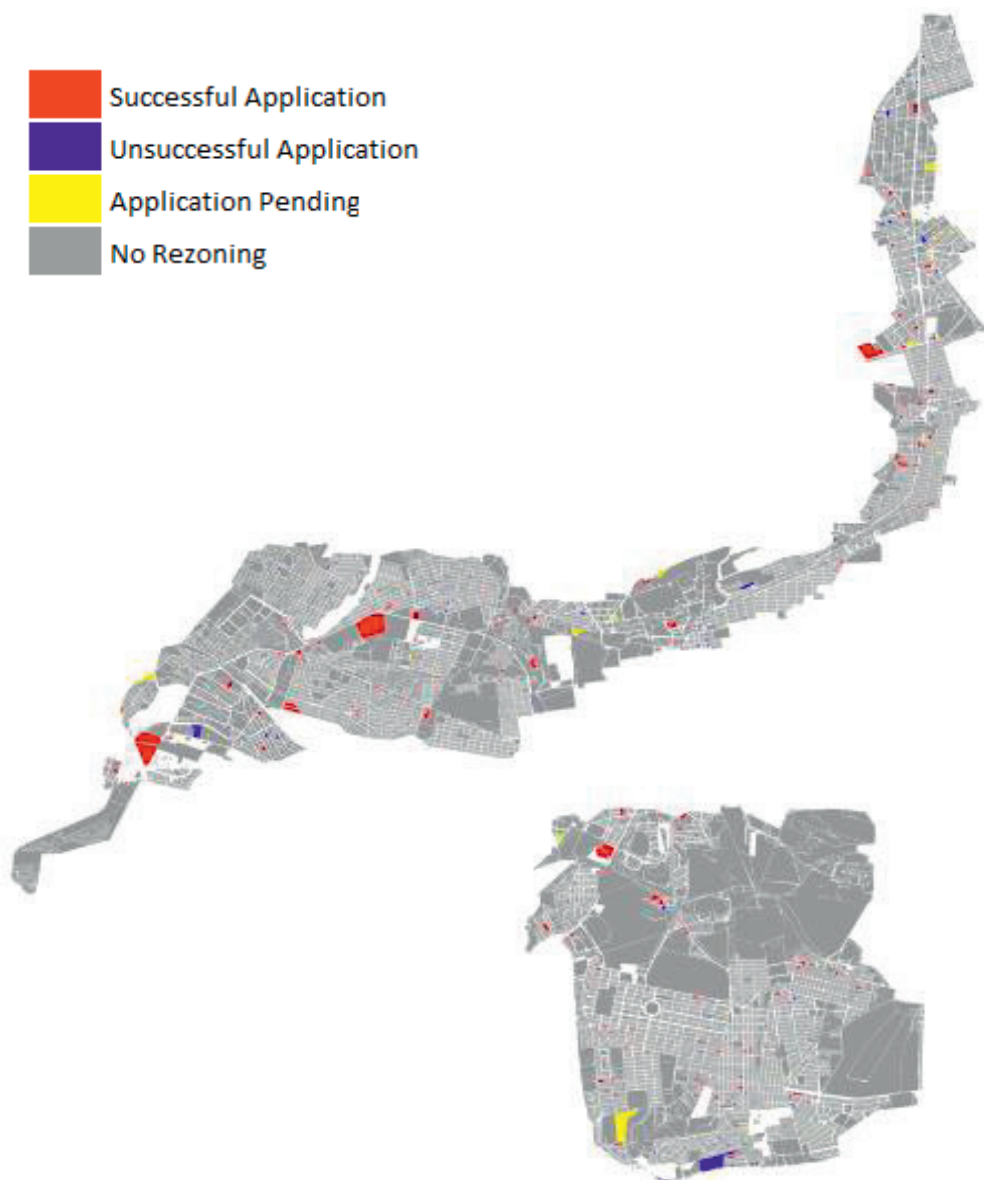 Successful Application
Unsuccessful Application
Application Pending
No Rezoning